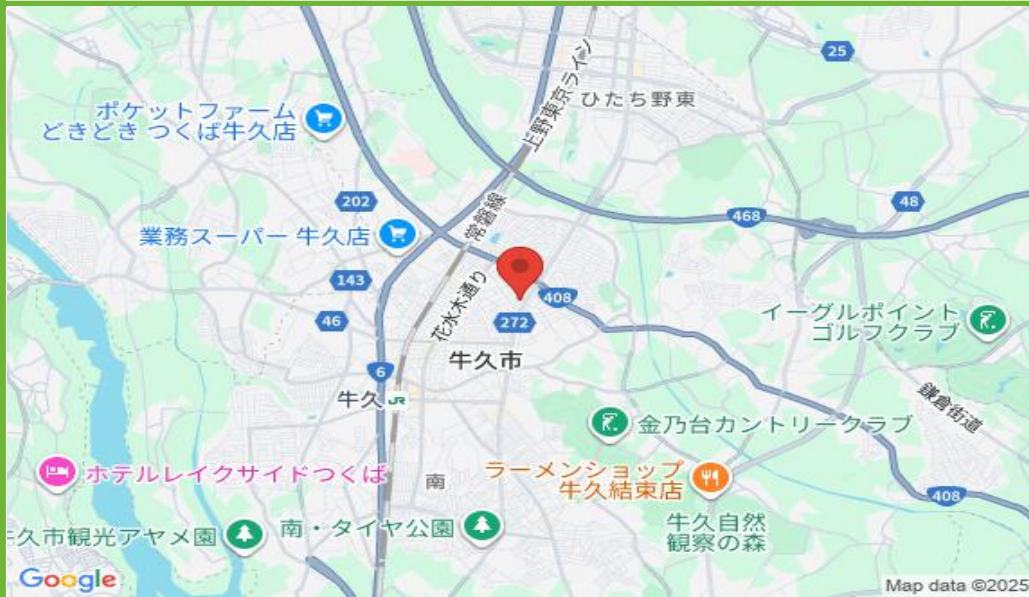 25
上野東京ライン
ひたち野東
ポケットファーム
どきどき つくば牛久店
202
48
常磐線
468
業務スーパー 牛久店
143
花水木通り
408
イーグルポイント
ゴルフクラブ
46
272
牛久市
6
牛久
JR
鎌倉街道
金乃台カントリークラブ
ラーメンショップ
牛久結束店
ホテルレイクサイドつくば
南
408
牛久自然
観察の森
久市観光アヤメ園
南・タイヤ公園
Google
Map data ©2025